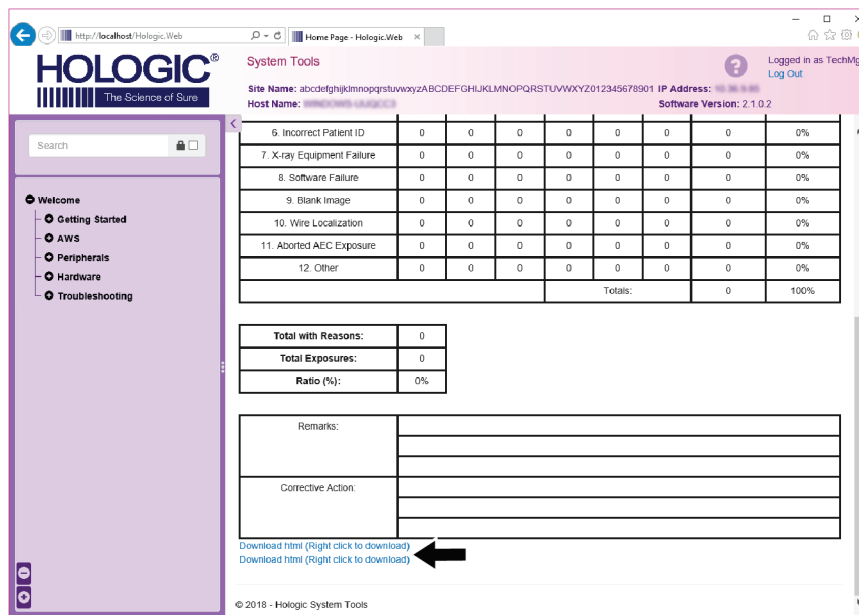 http://localhost/Hologic.Web
Home Page - Hologic.Web
HOLOGIC®
The Science of Sure
System Tools
Logged in as TechMg
Log Out
Site Name: abcdefghijklmnopqrstuvwxyzABCDEFGHIJKLMNOPQRSTUVWXYZ012345678901 IP Address:
Host Name:
Software Version: 2.1.0.2
Search
Welcome
Getting Started
AWS
Peripherals
Hardware
Troubleshooting
6. Incorrect Patient ID 0 0 0 0 0 0 0 0%
7. X-ray Equipment Failure 0 0 0 0 0 0 0 0%
8. Software Failure 0 0 0 0 0 0 0 0%
9. Blank Image 0 0 0 0 0 0 0 0%
10. Wire Localization 0 0 0 0 0 0 0 0%
11. Aborted AEC Exposure 0 0 0 0 0 0 0 0%
12. Other 0 0 0 0 0 0 0 0%
Totals: 0 100%
Total with Reasons: 0
Total Exposures: 0
Ratio (%): 0%
Remarks:
Corrective Action:
Download html (Right click to download)
Download html (Right click to download)
© 2018 - Hologic System Tools